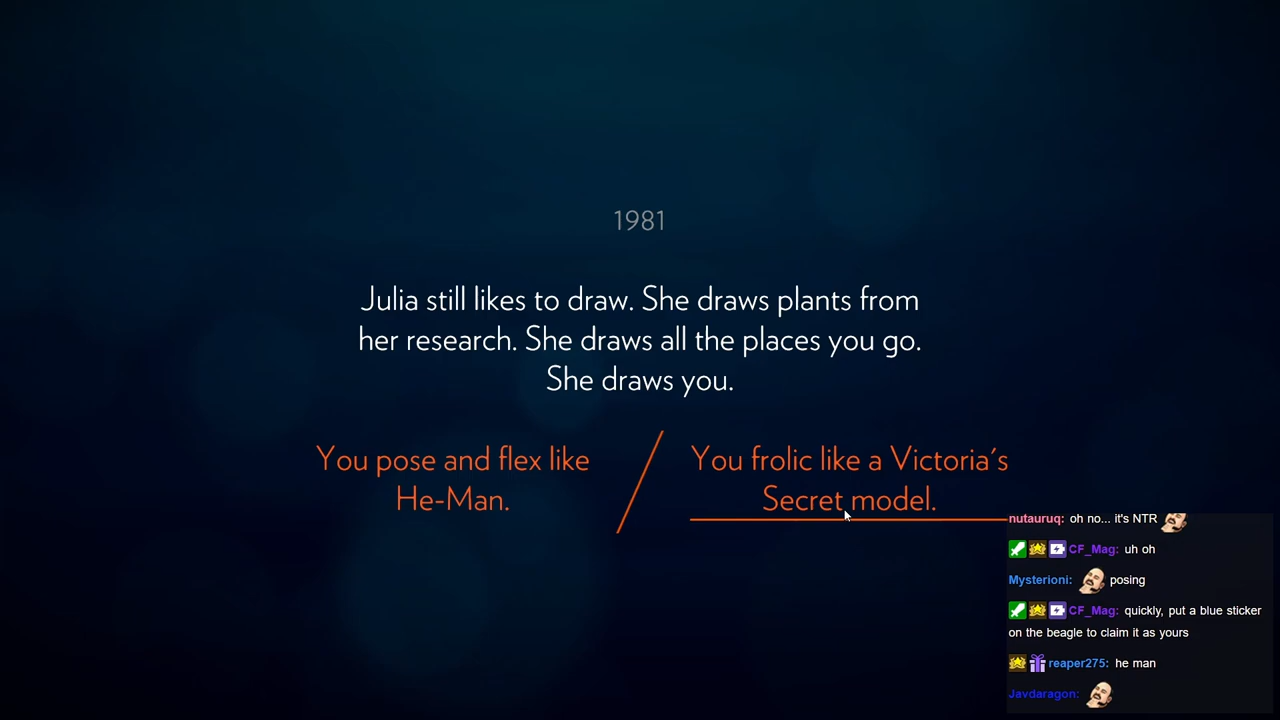 1981
Julia still likes to draw. She draws plants from
her research. She draws all the places you go.
She draws you.
You pose and flex like
He-Man.
You frolic like a Victoria's
Secret model.
nutauruq: oh no... it's NTR
CF_Mag: uh oh
Mysterioni: posing
CF_Mag: quickly, put a blue sticker
on the beagle to claim it as yours
reaper275: he man
Javdaragon: